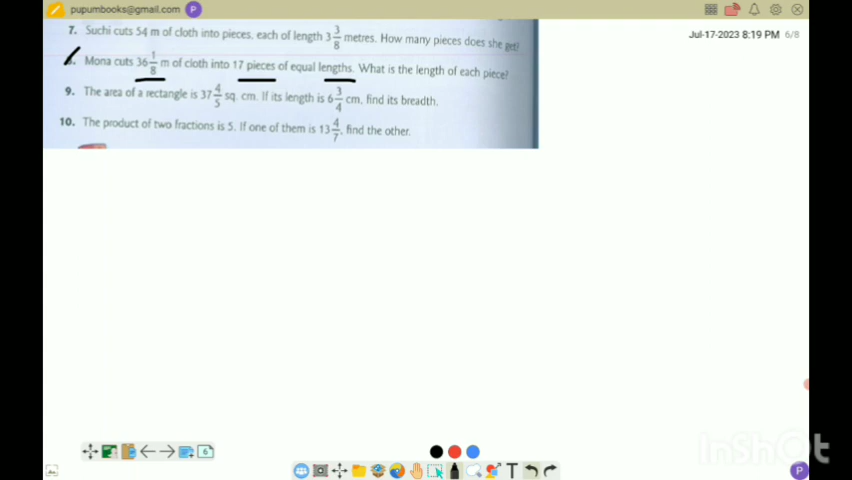 pupumbooks@gmail.com P
Jul-17-2023 8:19 PM 6/8
7. Suchi cuts 54 m of cloth into pieces, each of length 3 3/8 metres. How many pieces does she get?
8. Mona cuts 36 1/8 m of cloth into 17 pieces of equal lengths. What is the length of each piece?
9. The area of a rectangle is 37 4/5 sq. cm. If its length is 6 3/4 cm, find its breadth.
10. The product of two fractions is 5. If one of them is 13 4/7, find the other.
6
T
InShOt
P